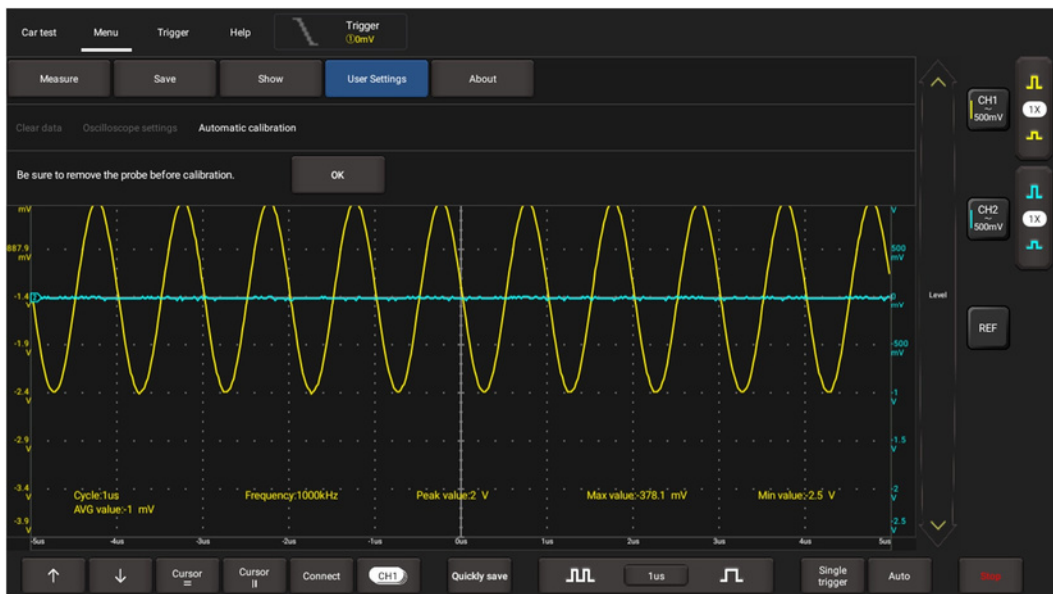 Car test Menu Trigger Help Trigger
①0mV
Measure Save Show User Settings About
Clear data Oscilloscope settings Automatic calibration
Be sure to remove the probe before calibration. OK
CH1
~
500mV
1X
CH2
~
500mV
1X
Level
REF
mV
887.9
mV
-1.4
-1.9
V
-2.4
V
-2.9
V
-3.4
V
-3.9
V
V
500
mV
0
mV
-500
mV
-1
V
-1.5
V
-2
V
-2.5
V
Cycle:1us Frequency:1000kHz Peak value:2 V Max value:-378.1 mV Min value:-2.5 V
AVG value:-1 mV
-5us -4us -3us -2us -1us 0us 1us 2us 3us 4us 5us
↑ ↓ Cursor = Cursor || Connect CH1 Quickly save 1us Single trigger Auto Stop